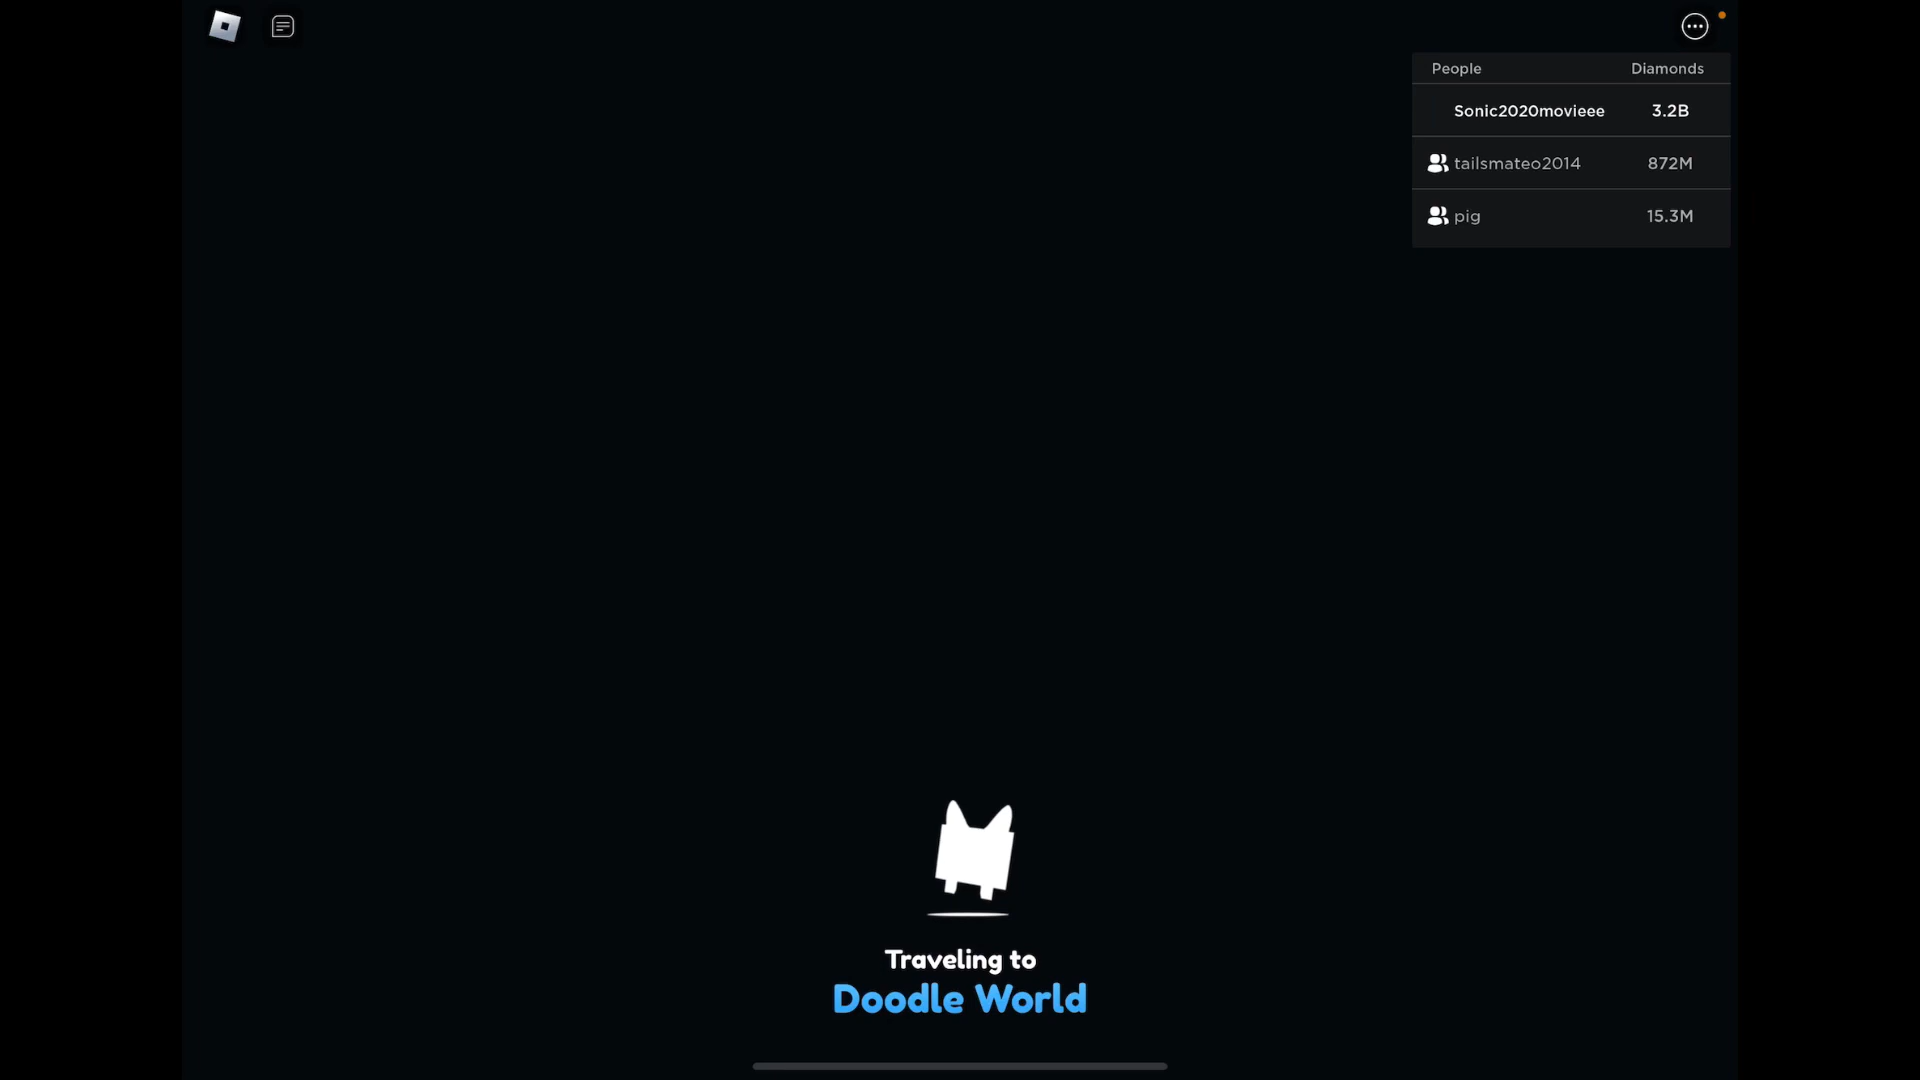 People Diamonds
Sonic2020movieee 3.2B
tailsmateo2014 872M
pig 15.3M
Traveling to
Doodle World